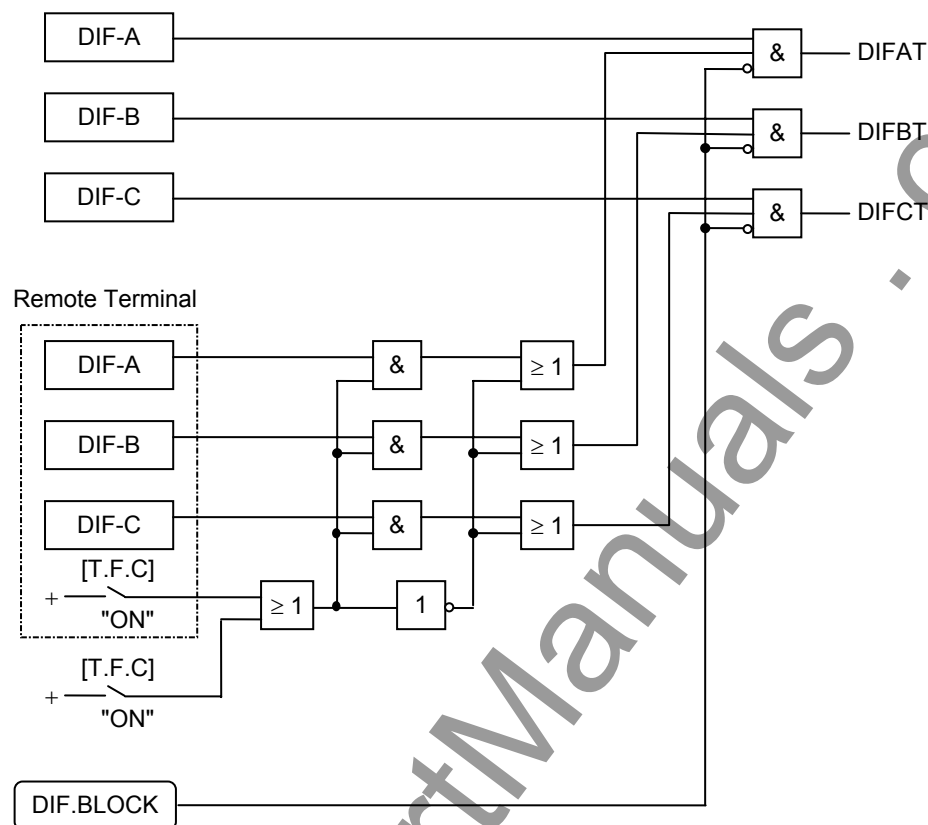 DIF-A
&
DIFAT
DIF-B
&
DIFBT
DIF-C
&
DIFCT
Remote Terminal
DIF-A
&
≥ 1
DIF-B
&
≥ 1
DIF-C
&
≥ 1
[T.F.C]
+
"ON"
≥ 1
1
[T.F.C]
+
"ON"
DIF.BLOCK
rtManuals .